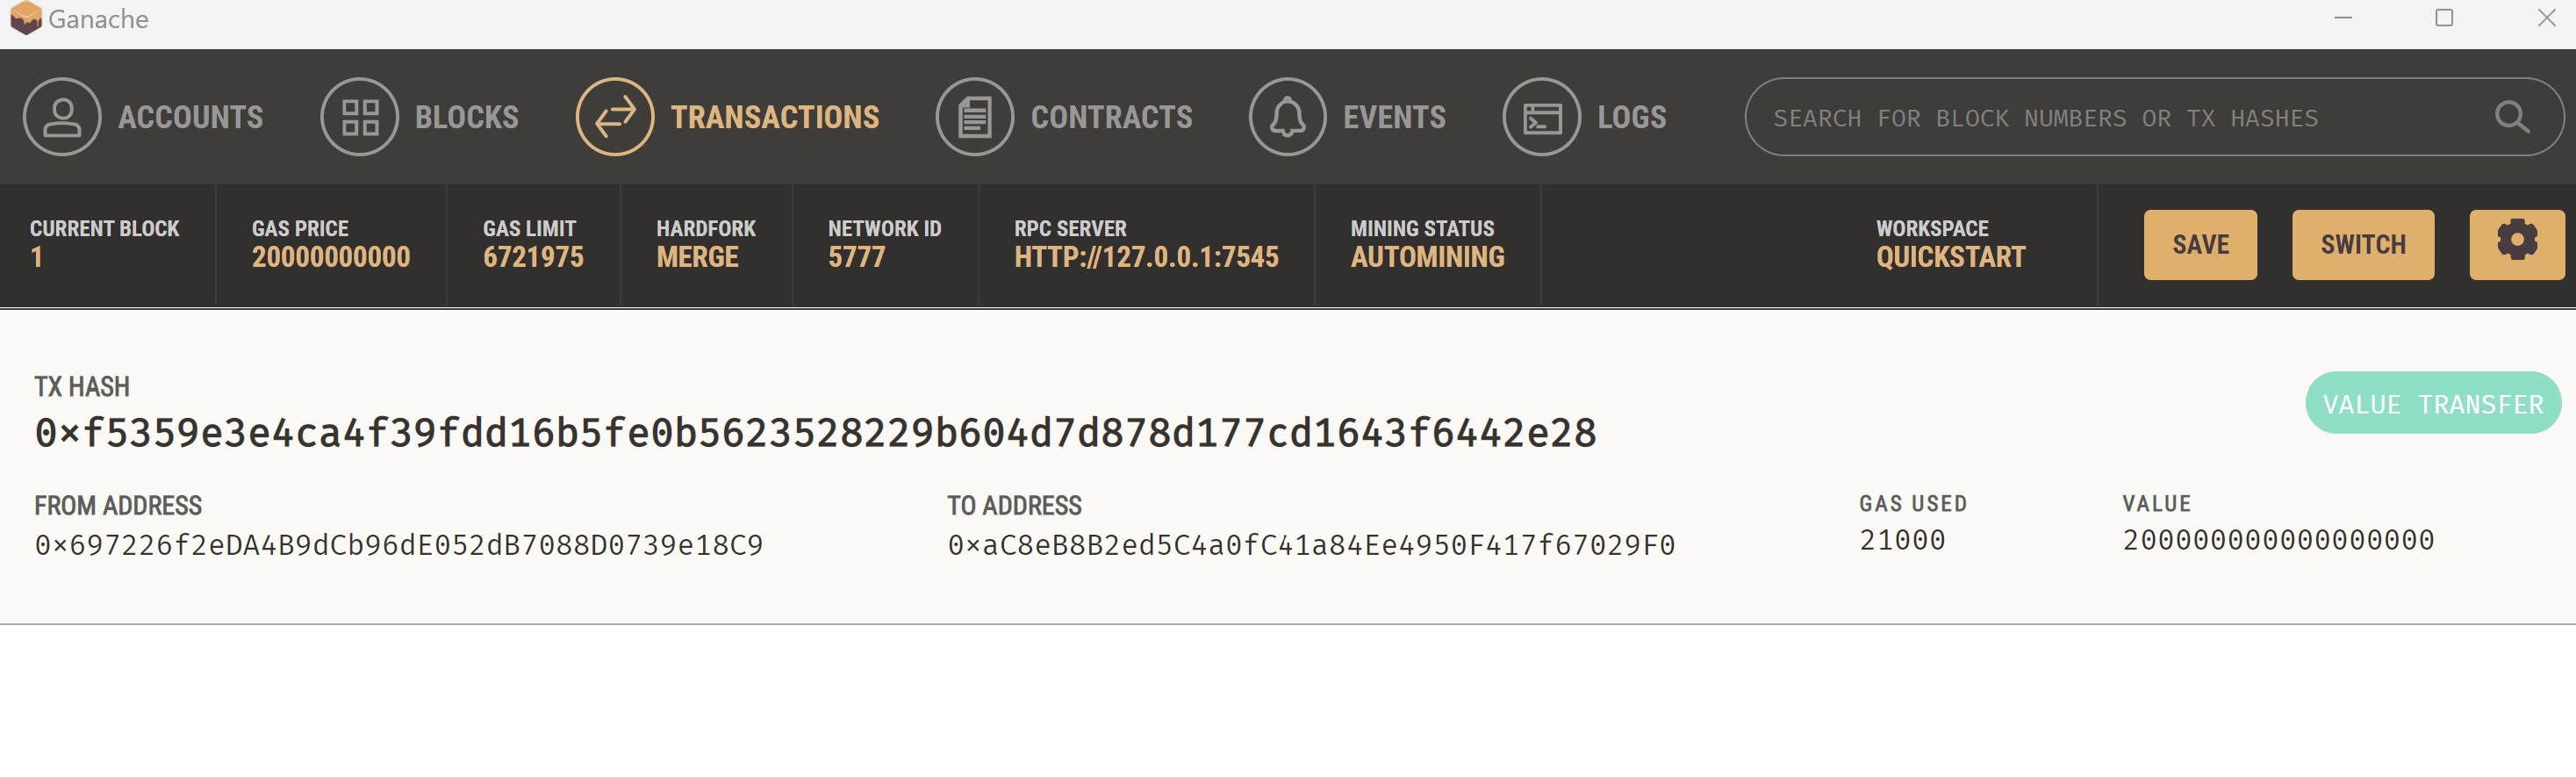 Ganache
ACCOUNTS BLOCKS TRANSACTIONS CONTRACTS EVENTS LOGS SEARCH FOR BLOCK NUMBERS OR TX HASHES
CURRENT BLOCK GAS PRICE GAS LIMIT HARDFORK NETWORK ID RPC SERVER MINING STATUS WORKSPACE
1 20000000000 6721975 MERGE 5777 HTTP://127.0.0.1:7545 AUTOMINING QUICKSTART SAVE SWITCH
TX HASH
0×f5359e3e4ca4f39fdd16b5fe0b5623528229b604d7d878d177cd1643f6442e28 VALUE TRANSFER
FROM ADDRESS TO ADDRESS GAS USED VALUE
0×697226f2eDA4B9dCb96dE052dB7088D0739e18C9 0×aC8eB8B2ed5C4a0fC41a84Ee4950F417f67029F0 21000 200000000000000000